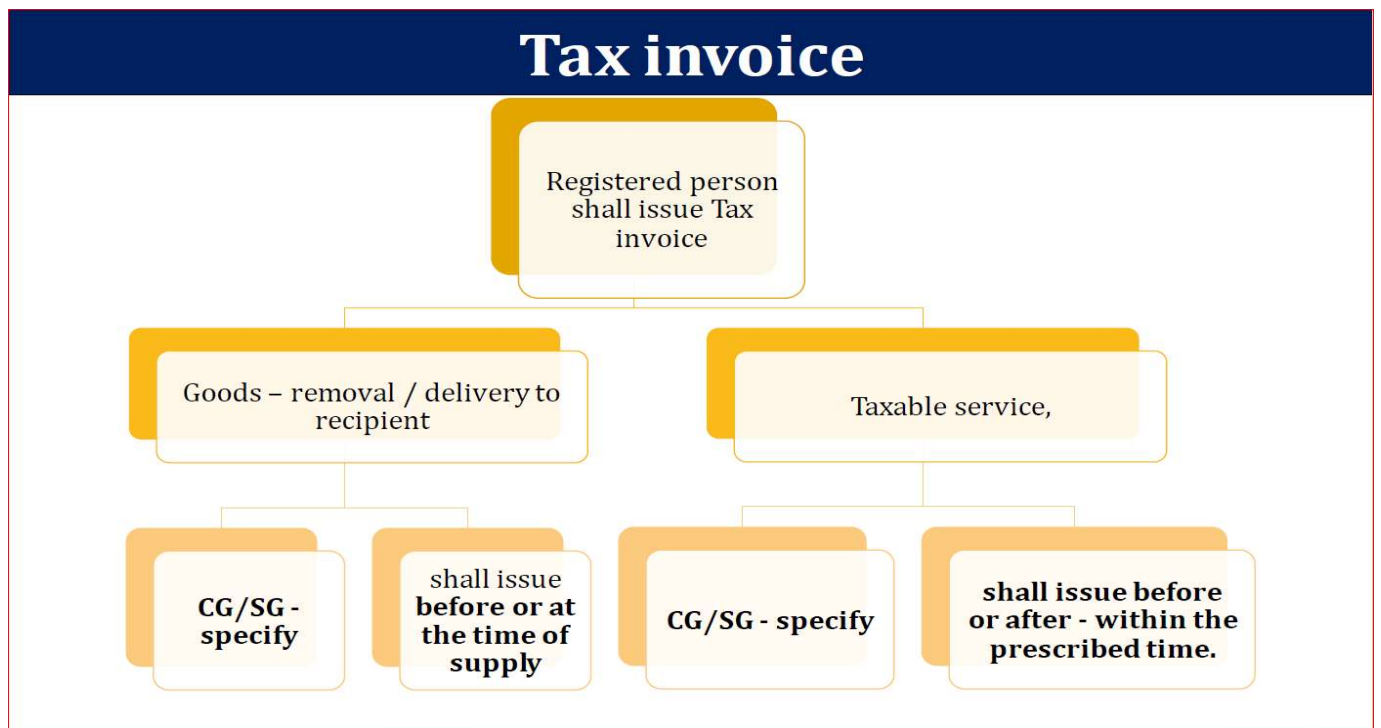 Tax invoice
Registered person
shall issue Tax
invoice
Goods – removal / delivery to
recipient
Taxable service,
CG/SG -
specify
shall issue
before or at
the time of
supply
CG/SG - specify
shall issue before
or after - within the
prescribed time.